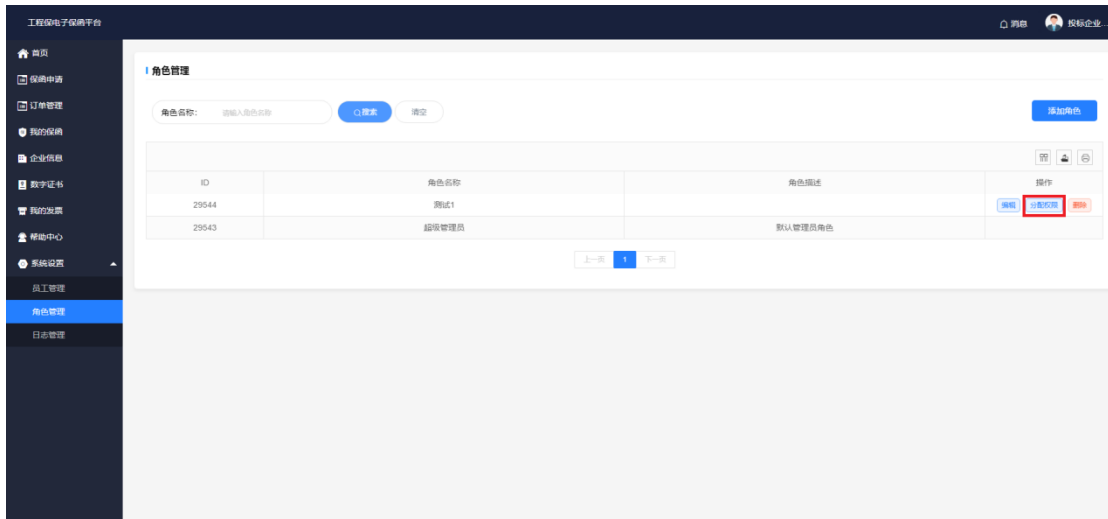 工程保电子保函平台
消息 投标企业...
首页
保函申请
订单管理
我的保函
企业信息
数字证书
我的发票
帮助中心
系统设置
员工管理
角色管理
日志管理
角色管理
角色名称: 请输入角色名称 搜索 清空 添加角色
ID 角色名称 角色描述 操作
29544 测试1 编辑 分配权限 删除
29543 超级管理员 默认管理员角色
上一页 1 下一页